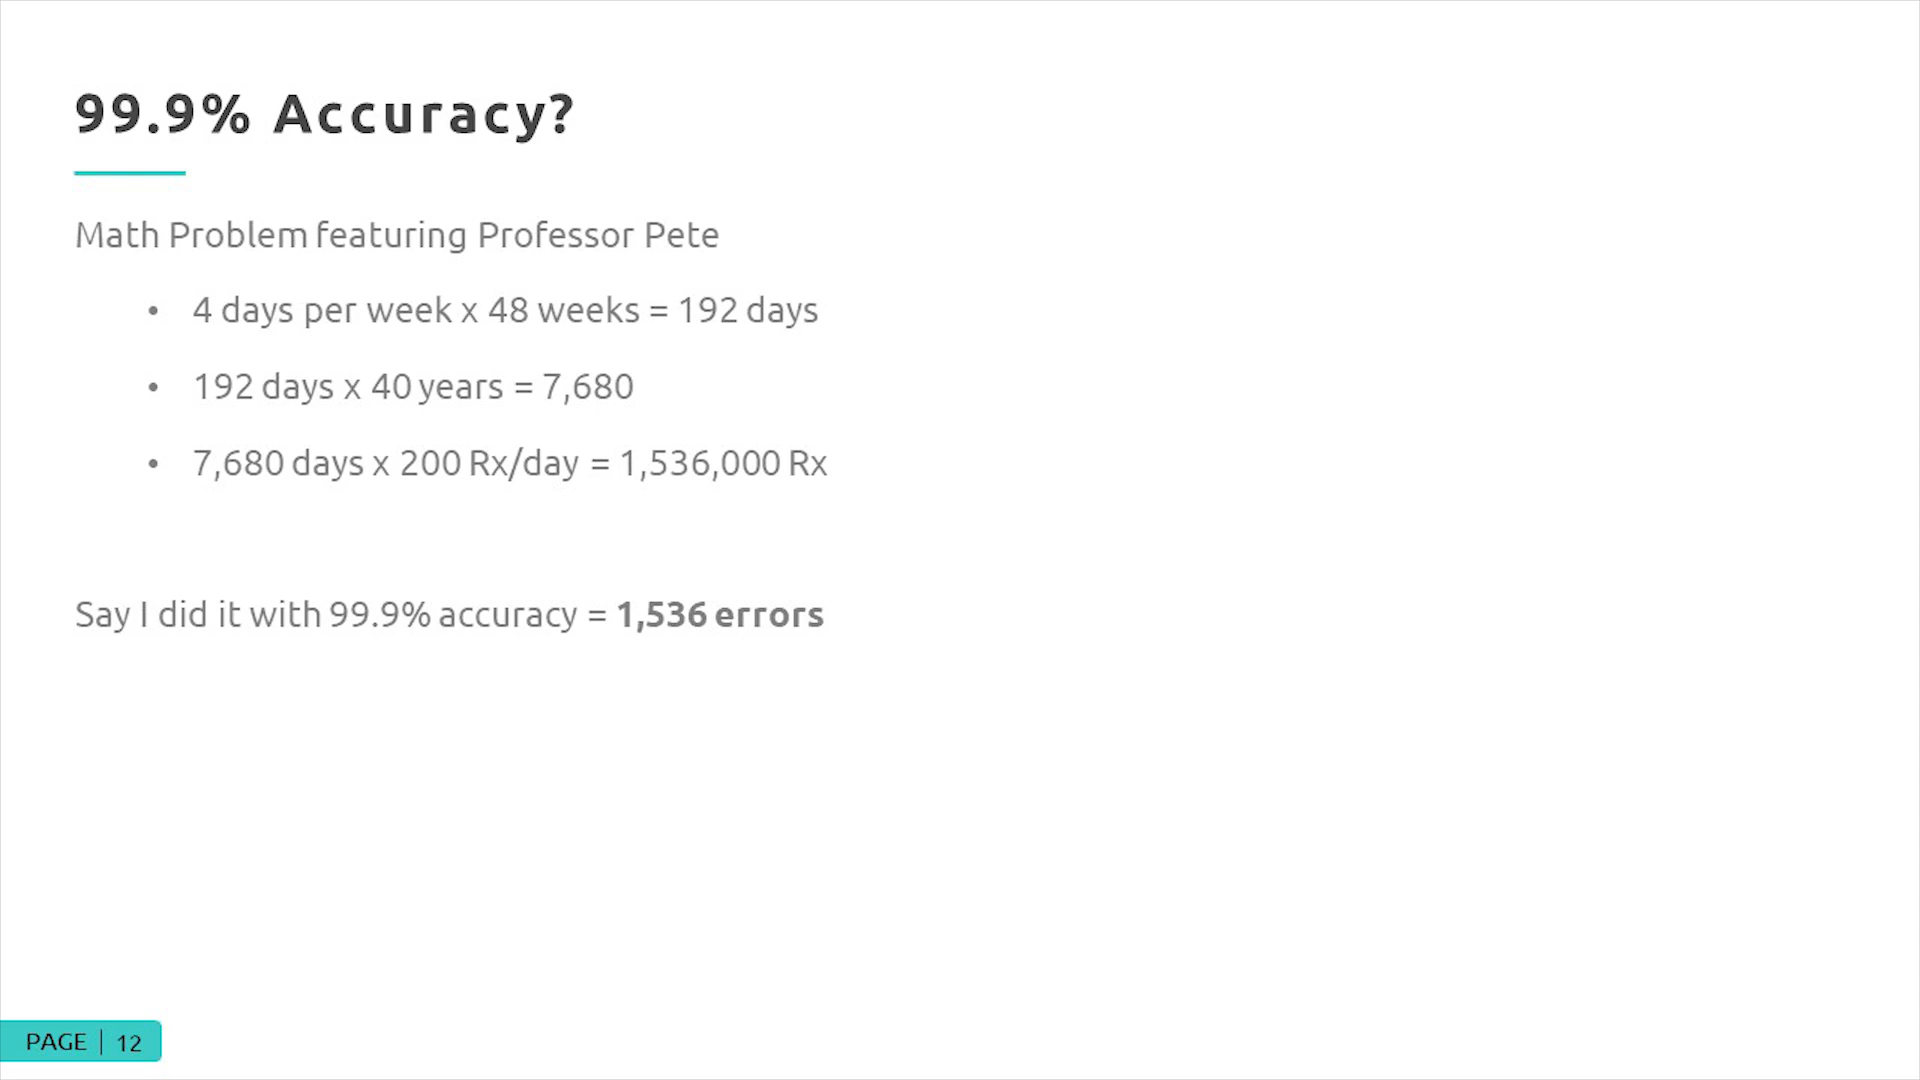 99.9% Accuracy?
Math Problem featuring Professor Pete
• 4 days per week x 48 weeks = 192 days
• 192 days x 40 years = 7,680
• 7,680 days x 200 Rx/day = 1,536,000 Rx
Say I did it with 99.9% accuracy = 1,536 errors
PAGE | 12